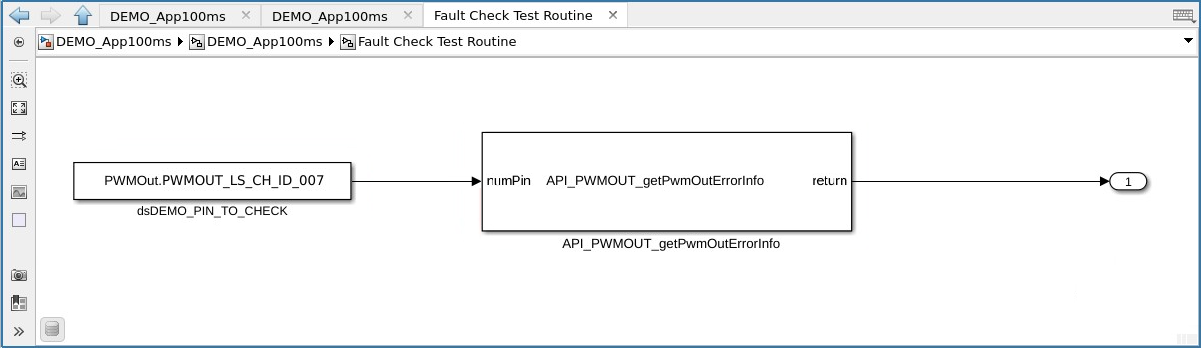 DEMO_App100ms
DEMO_App100ms
Fault Check Test Routine
DEMO_App100ms
DEMO_App100ms
Fault Check Test Routine
PWMOut.PWMOUT_LS_CH_ID_007
dsDEMO_PIN_TO_CHECK
numPin
API_PWMOUT_getPwmOutErrorInfo
return
API_PWMOUT_getPwmOutErrorInfo
1